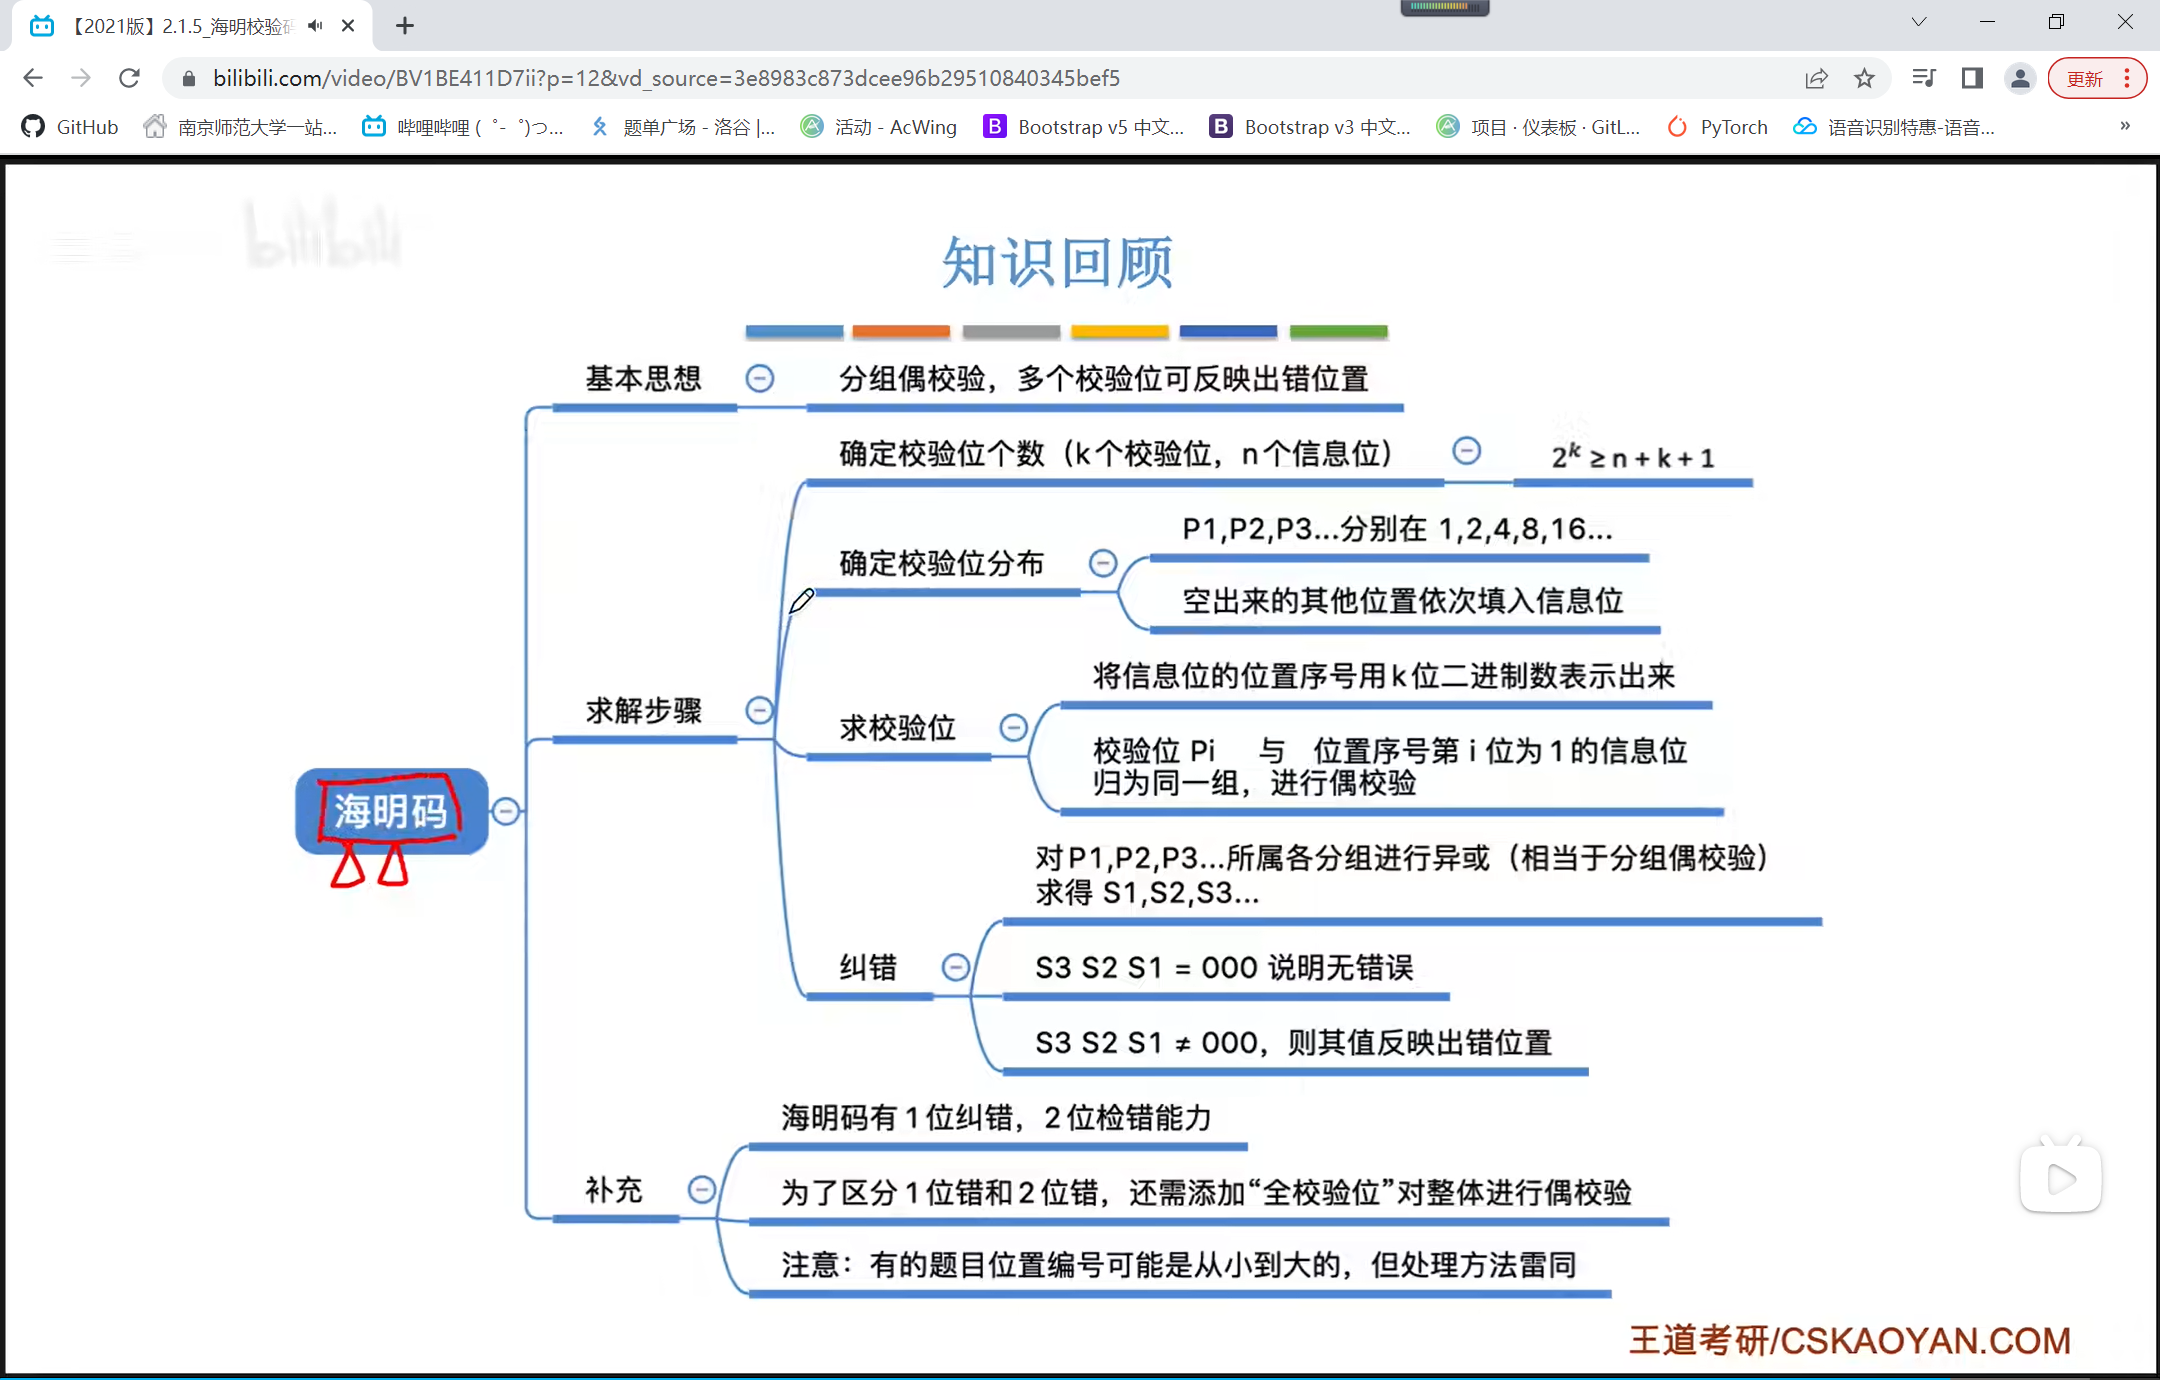 【2021版】2.1.5_海明校验码
bilibili.com/video/BV1BE411D7ii?p=12&vd_source=3e8983c873dcee96b29510840345bef5
更新
GitHub
南京师范大学一站...
哔哩哔哩 (゜-゜)つ...
题单广场 - 洛谷 |...
活动 - AcWing
Bootstrap v5 中文...
Bootstrap v3 中文...
项目 · 仪表板 · GitL...
PyTorch
语音识别特惠-语音...
»
bilibili
知识回顾
基本思想
分组偶校验，多个校验位可反映出错位置
确定校验位个数（k个校验位，n个信息位）
2^k ≥ n + k + 1
确定校验位分布
P1,P2,P3...分别在 1,2,4,8,16...
空出来的其他位置依次填入信息位
求解步骤
求校验位
将信息位的位置序号用k位二进制数表示出来
校验位 Pi 与 位置序号第 i 位为1的信息位
归为同一组，进行偶校验
海明码
对P1,P2,P3...所属各分组进行异或（相当于分组偶校验）
求得 S1,S2,S3...
纠错
S3 S2 S1 = 000 说明无错误
S3 S2 S1 ≠ 000，则其值反映出错位置
补充
海明码有1位纠错，2位检错能力
为了区分1位错和2位错，还需添加“全校验位”对整体进行偶校验
注意：有的题目位置编号可能是从小到大的，但处理方法雷同
王道考研/CSKAOYAN.COM